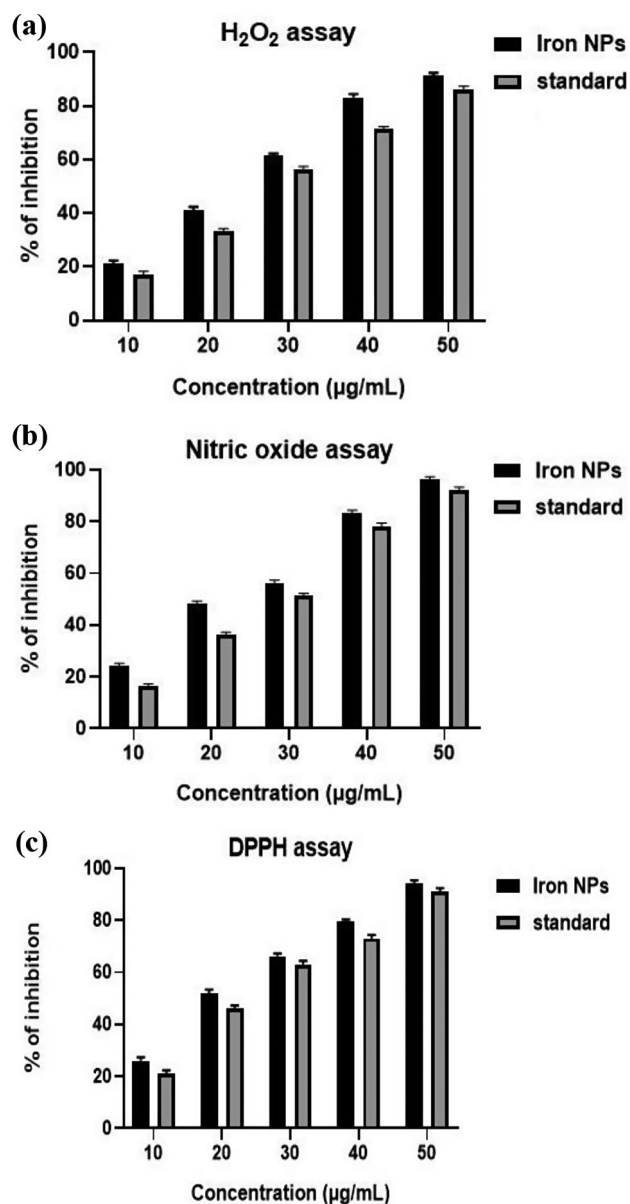 (a)
H₂O₂ assay
Iron NPs
standard
% of inhibition
100
80
60
40
20
0
10 20 30 40 50
Concentration (µg/mL)
(b)
Nitric oxide assay
Iron NPs
standard
% of inhibition
100
80
60
40
20
0
10 20 30 40 50
Concentration (µg/mL)
(c)
DPPH assay
Iron NPs
standard
% of inhibition
100
80
60
40
20
0
10 20 30 40 50
Concentration (µg/mL)